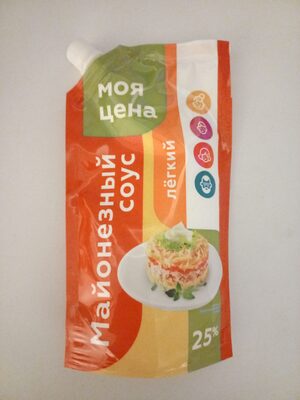 моя
цена
Майонезный
соус
лёгкий
25%